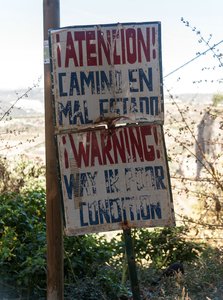 ¡ATENCION!
CAMINO EN
MAL ESTADO
¡WARNING!
WAY IN POOR
CONDITION